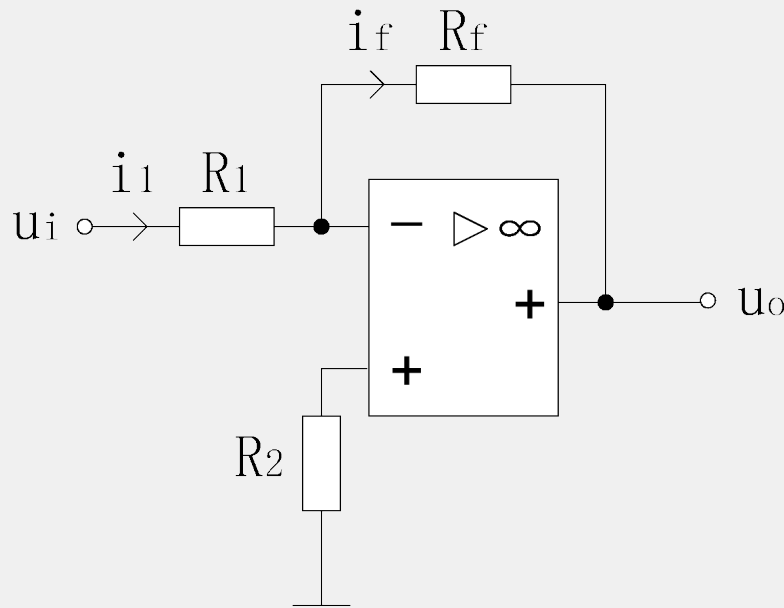 if Rf
i1 R1
ui − ▷ ∞
+ uo
+
R2